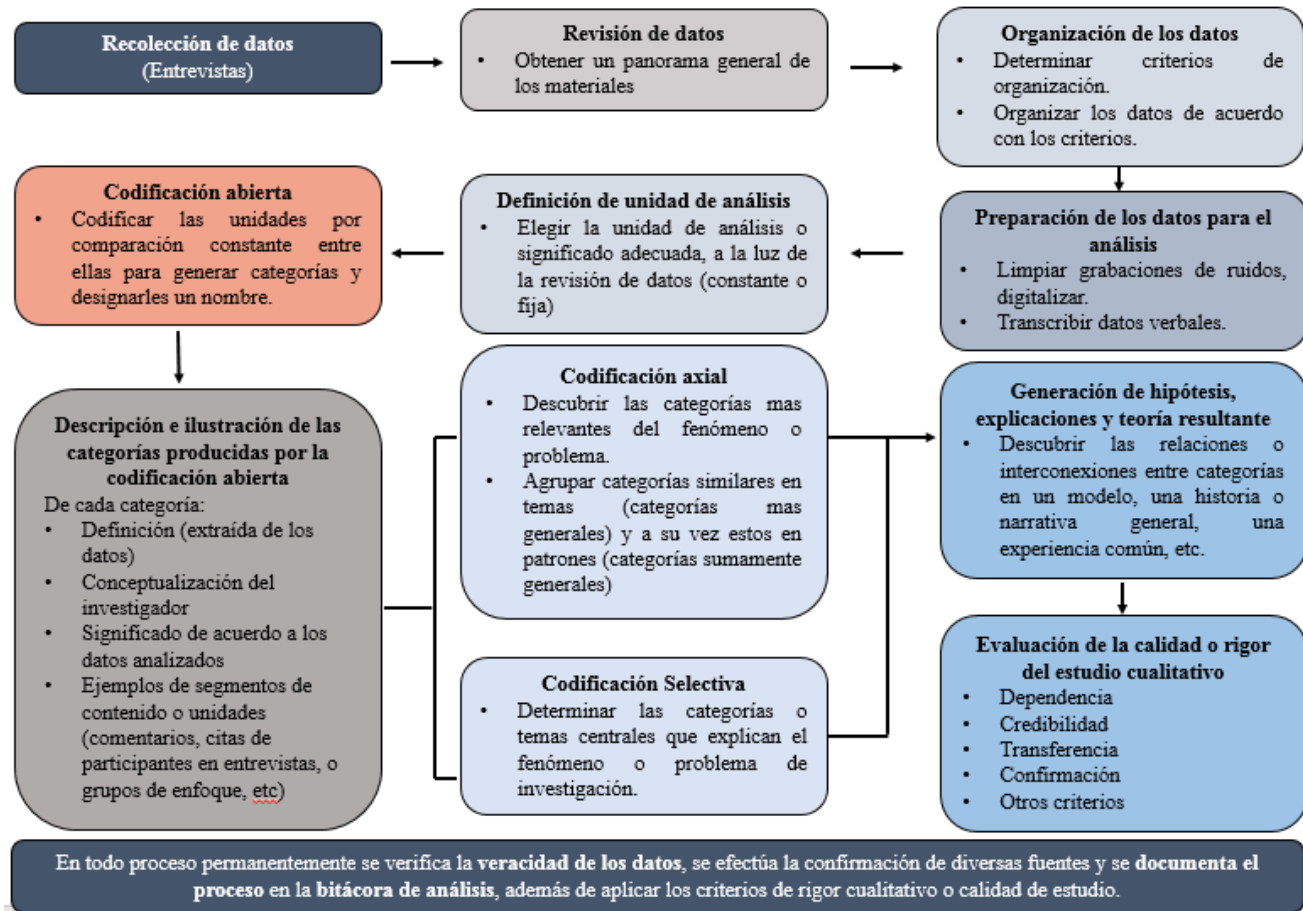 Recolección de datos
(Entrevistas)
Revisión de datos
• Obtener un panorama general de
los materiales
Organización de los datos
• Determinar criterios de
organización.
• Organizar los datos de acuerdo
con los criterios.
Preparación de los datos para el
análisis
• Limpiar grabaciones de ruidos,
digitalizar.
• Transcribir datos verbales.
Definición de unidad de análisis
• Elegir la unidad de análisis o
significado adecuada, a la luz de
la revisión de datos (constante o
fija)
Codificación abierta
• Codificar las unidades por
comparación constante entre
ellas para generar categorías y
designarles un nombre.
Descripción e ilustración de las
categorías producidas por la
codificación abierta
De cada categoría:
• Definición (extraída de los
datos)
• Conceptualización del
investigador
• Significado de acuerdo a los
datos analizados
• Ejemplos de segmentos de
contenido o unidades
(comentarios, citas de
participantes en entrevistas, o
grupos de enfoque, etc)
Codificación axial
• Descubrir las categorías mas
relevantes del fenómeno o
problema.
• Agrupar categorías similares en
temas (categorías mas
generales) y a su vez estos en
patrones (categorías sumamente
generales)
Codificación Selectiva
• Determinar las categorías o
temas centrales que explican el
fenómeno o problema de
investigación.
Generación de hipótesis,
explicaciones y teoría resultante
• Descubrir las relaciones o
interconexiones entre categorías
en un modelo, una historia o
narrativa general, una
experiencia común, etc.
Evaluación de la calidad o rigor
del estudio cualitativo
• Dependencia
• Credibilidad
• Transferencia
• Confirmación
• Otros criterios
En todo proceso permanentemente se verifica la veracidad de los datos, se efectúa la confirmación de diversas fuentes y se documenta el
proceso en la bitácora de análisis, además de aplicar los criterios de rigor cualitativo o calidad de estudio.